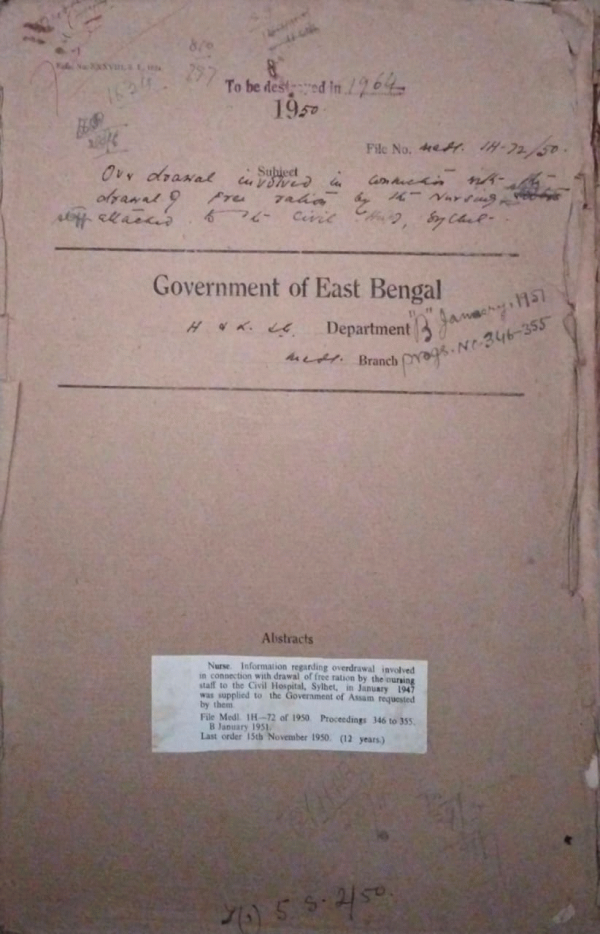 8
To be destroyed in 1964
1950
File No. Medl. 1H-72/50.
Subject
Over drawal involved in connection with the
drawal of free ration by the Nursing
staff attached to the Civil Hosp, Sylhet.
Government of East Bengal
H & L. S.G. Department "B" January, 1951
Medl. Branch Progs. No. 346-355
Abstracts
Nurse. Information regarding overdrawal involved
in connection with drawal of free ration by the nursing
staff to the Civil Hospital, Sylhet, in January 1947
was supplied to the Government of Assam requested
by them.
File Medl. 1H—72 of 1950. Proceedings 346 to 355.
B January 1951.
Last order 15th November 1950. (12 years.)